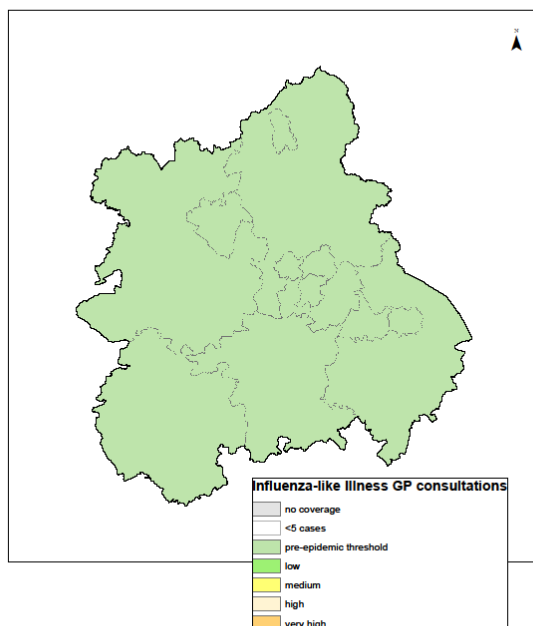 N
Influenza-like Illness GP consultations
no coverage
<5 cases
pre-epidemic threshold
low
medium
high
very high